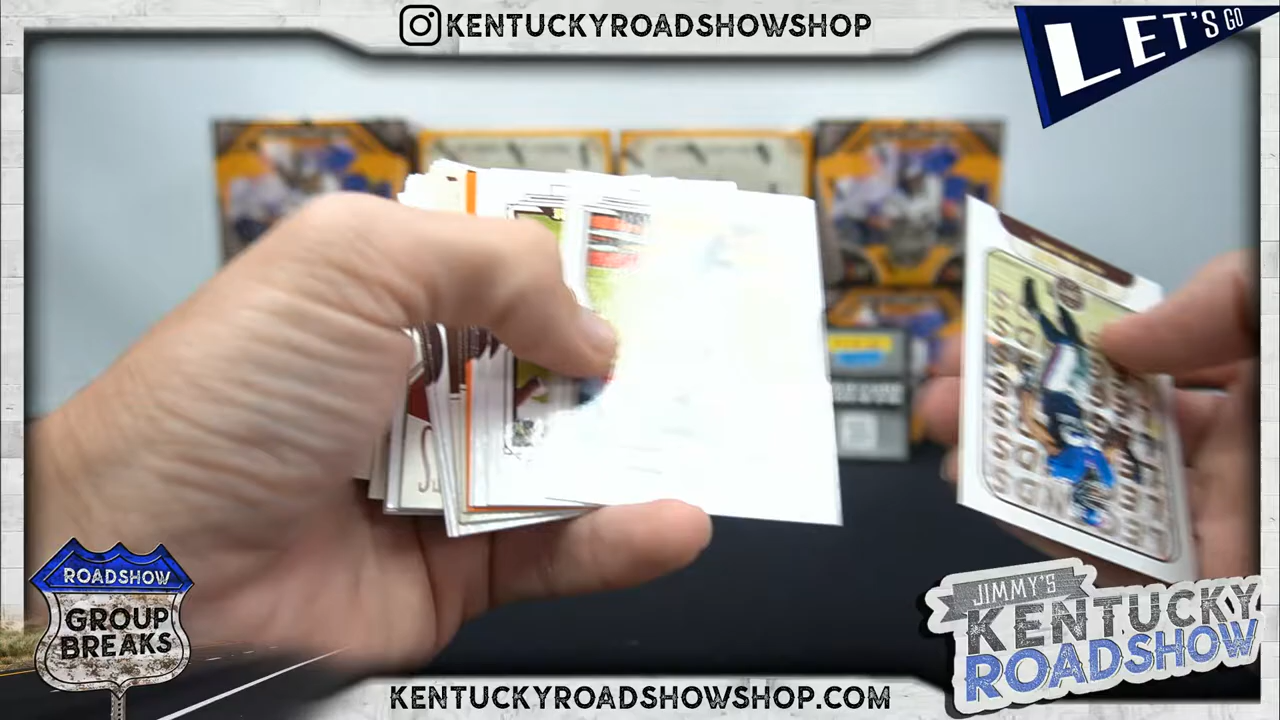 KENTUCKYROADSHOWSHOP
LET'S GO
ROADSHOW
GROUP
BREAKS
JIMMY'S
KENTUCKY
ROADSHOW
KENTUCKYROADSHOWSHOP.COM